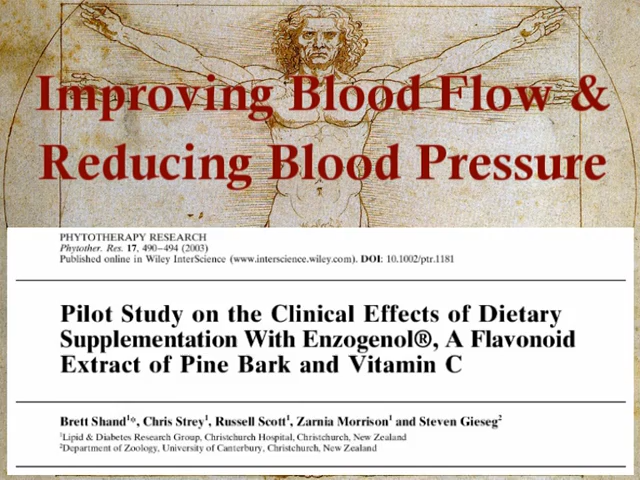 Improving Blood Flow &
Reducing Blood Pressure
PHYTOTHERAPY RESEARCH
Phytother. Res. 17, 490–494 (2003)
Published online in Wiley InterScience (www.interscience.wiley.com). DOI: 10.1002/ptr.1181
Pilot Study on the Clinical Effects of Dietary
Supplementation With Enzogenol®, A Flavonoid
Extract of Pine Bark and Vitamin C
Brett Shand¹*, Chris Strey¹, Russell Scott¹, Zarnia Morrison¹ and Steven Gieseg²
¹Lipid & Diabetes Research Group, Christchurch Hospital, Christchurch, New Zealand
²Department of Zoology, University of Canterbury, Christchurch, New Zealand